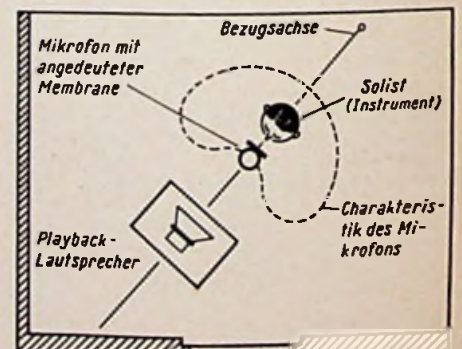 Bezugsachse
Mikrofon mit
angedeuteter
Membrane
Solist
(Instrument)
Charakteris-
tik des Mi-
krofons
Playback-
Lautsprecher